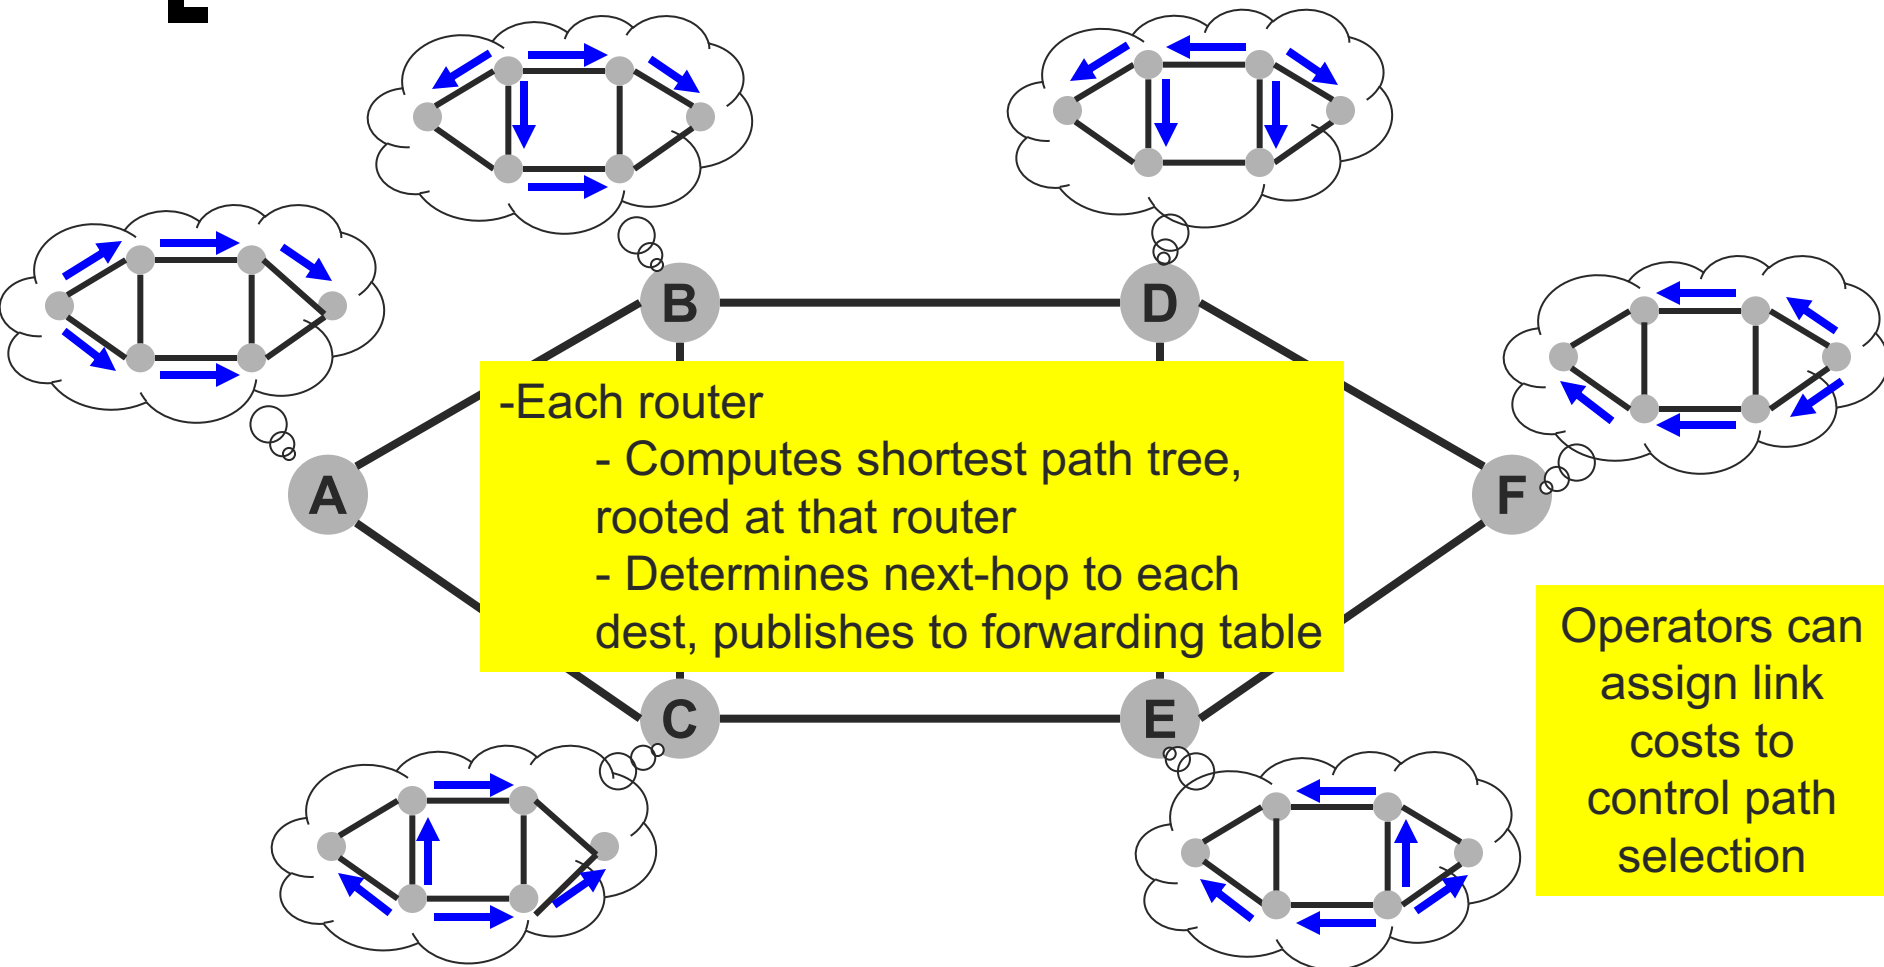 B
D
-Each router
- Computes shortest path tree,
rooted at that router
- Determines next-hop to each
dest, publishes to forwarding table
A
F
Operators can
assign link
costs to
control path
selection
C
E